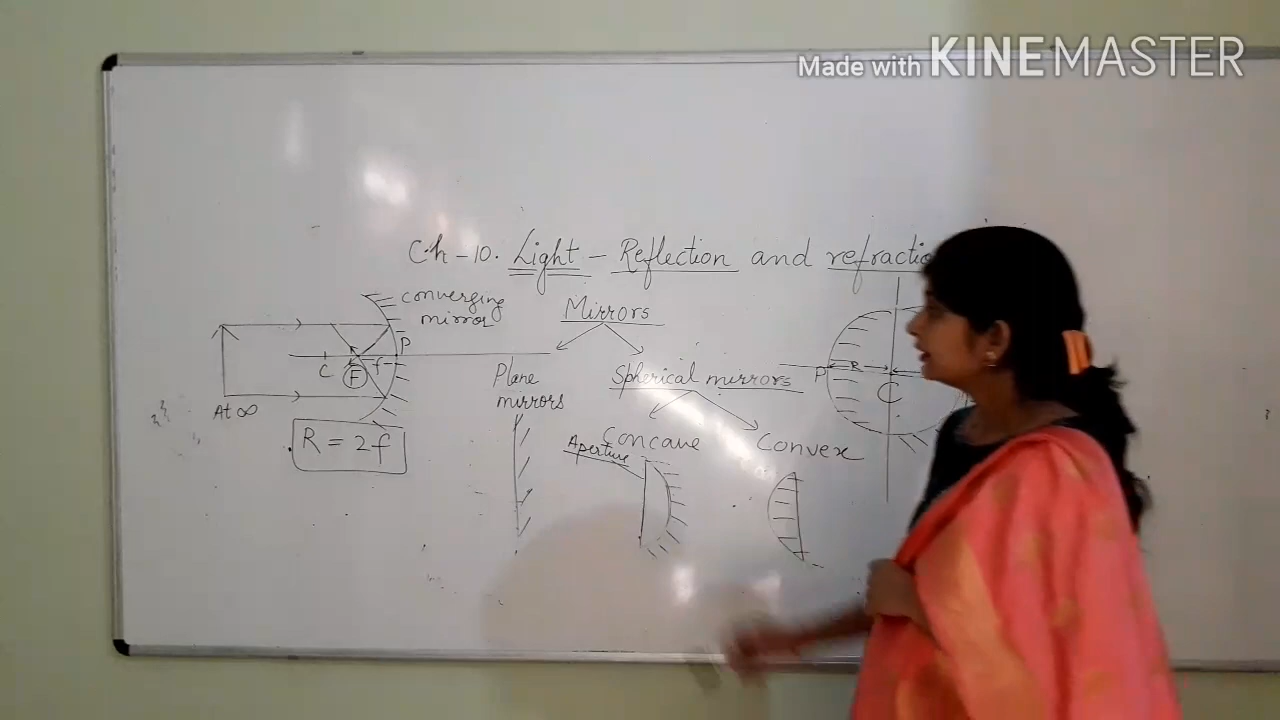 Made with KINEMASTER
Ch-10. Light - Reflection and refractio
converging
mirror
Mirrors
P
C
F
f
At ∞
R = 2f
Plane
mirrors
Spherical mirrors
Concave
Convex
Aperture
P
R
C